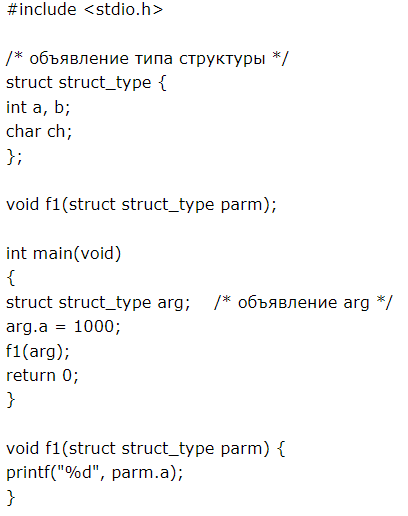 #include <stdio.h>
/* объявление типа структуры */
struct struct_type {
int a, b;
char ch;
};
void f1(struct struct_type parm);
int main(void)
{
struct struct_type arg; /* объявление arg */
arg.a = 1000;
f1(arg);
return 0;
}
void f1(struct struct_type parm) {
printf("%d", parm.a);
}